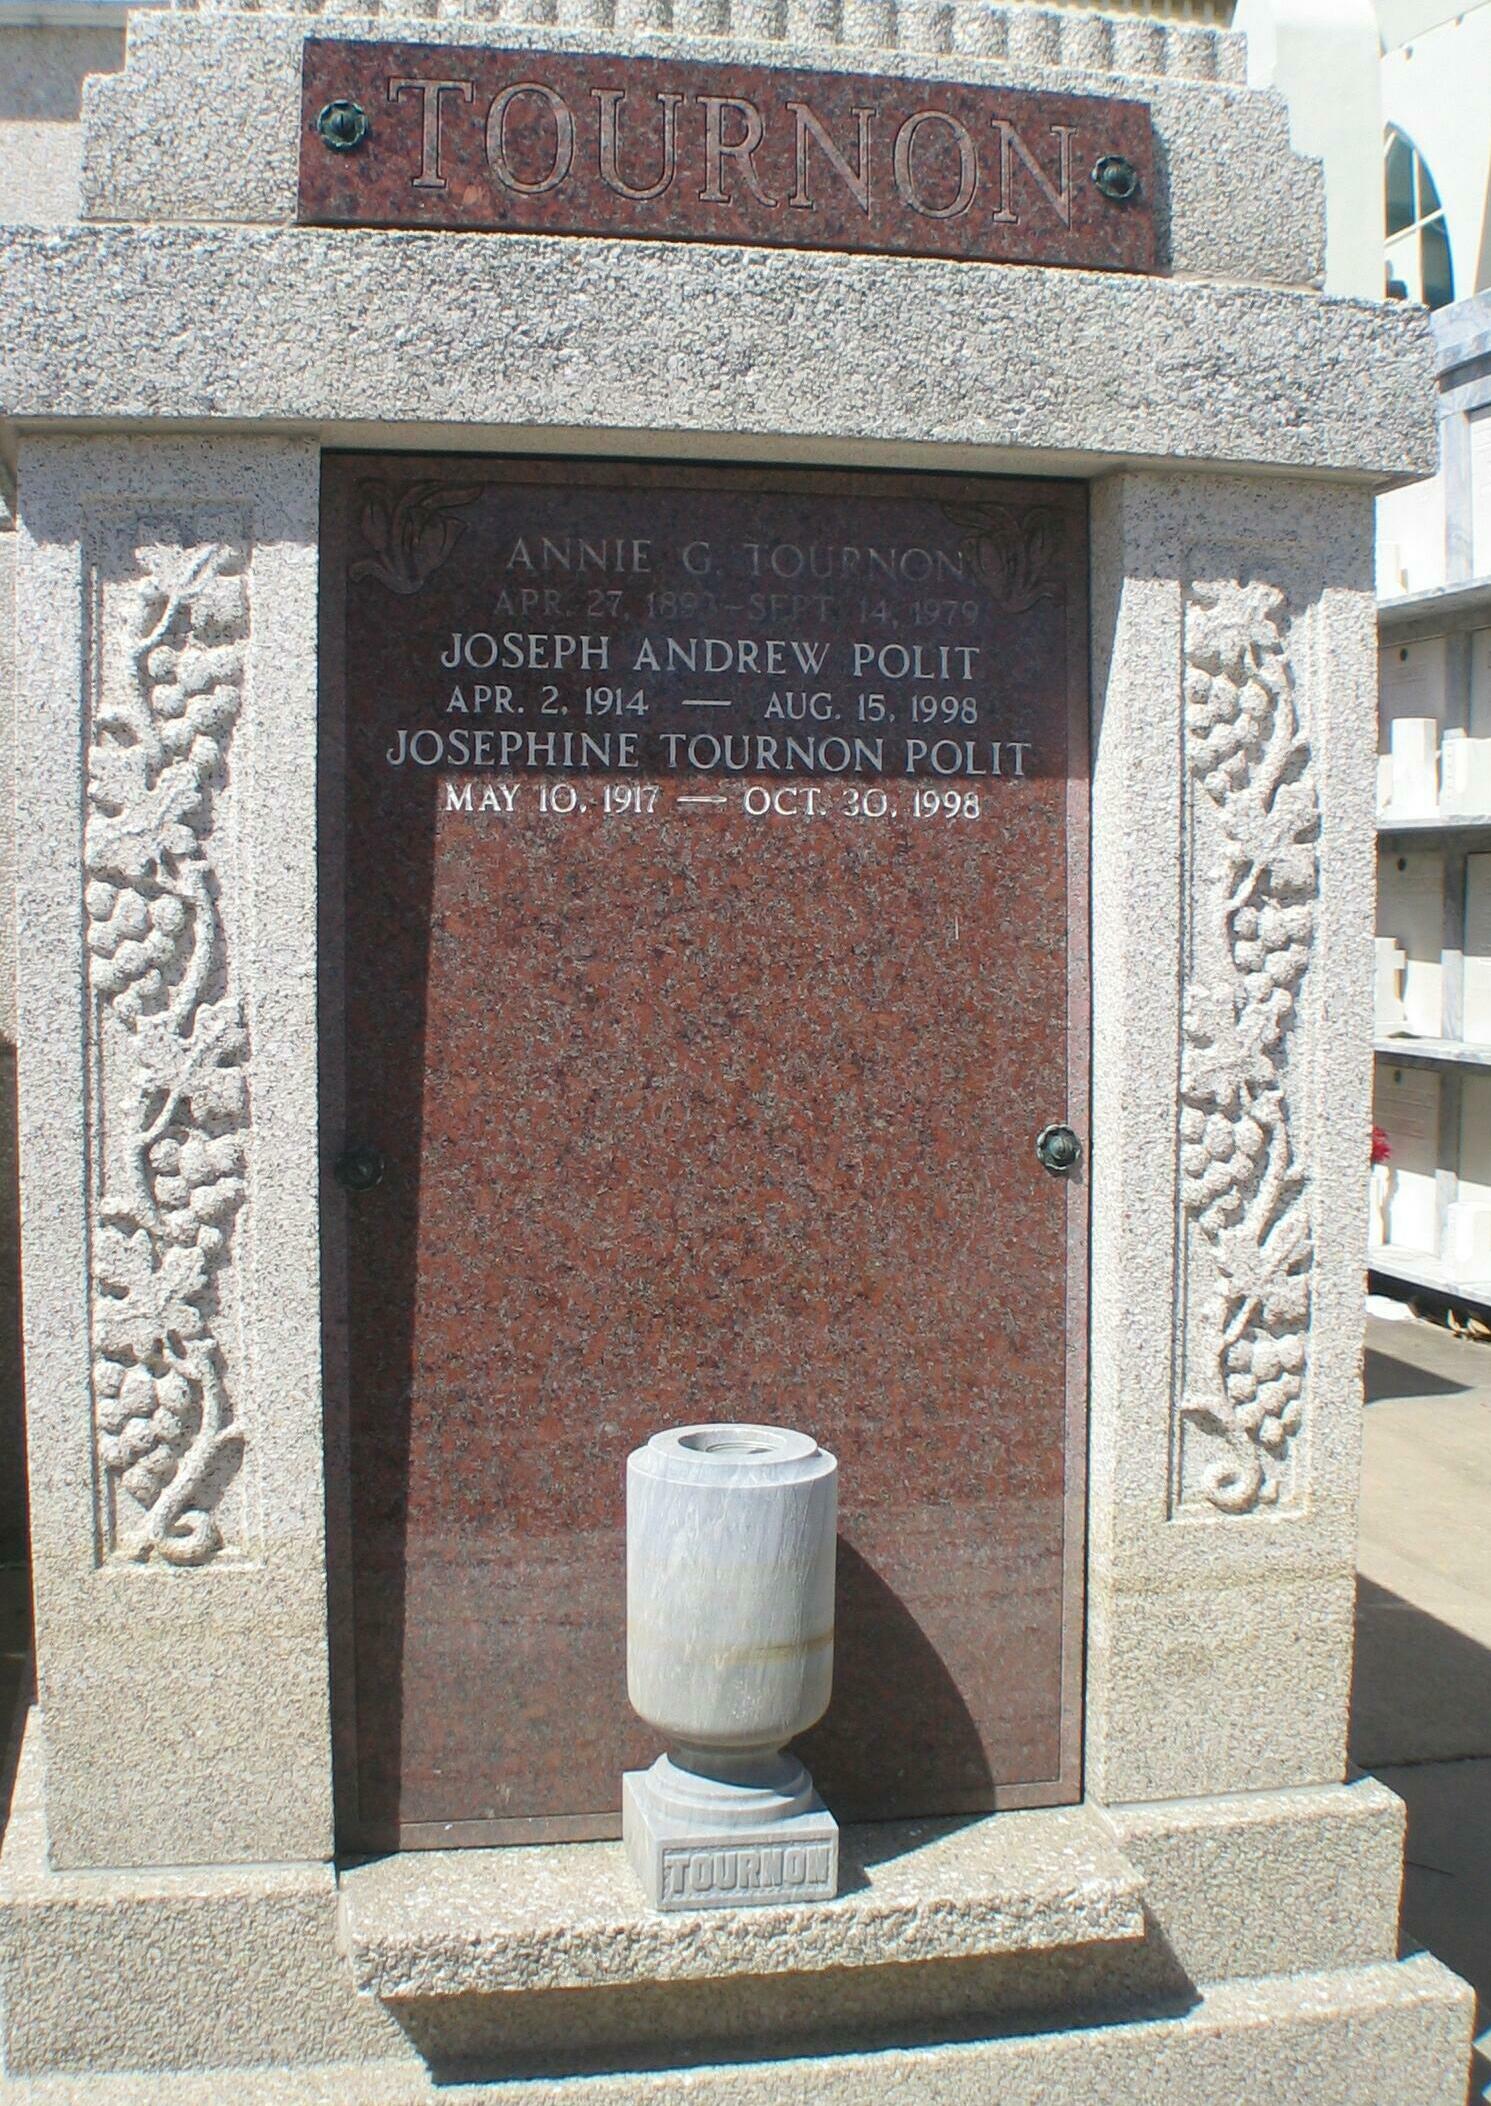 TOURNON
ANNIE G. TOURNON
APR. 27, SEPT. 14, 1979
JOSEPH ANDREW POLIT
APR. 2, 1914 — AUG. 15, 1998
JOSEPHINE TOURNON POLIT
MAY 10, 1917 — OCT. 30, 1998
TOURNON